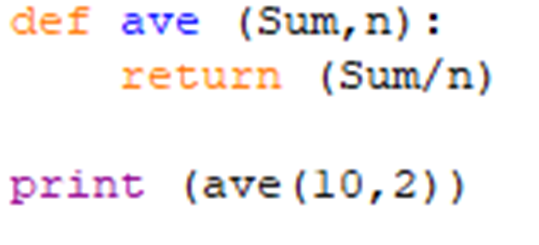 def ave (Sum,n):
    return (Sum/n)

print (ave(10,2))